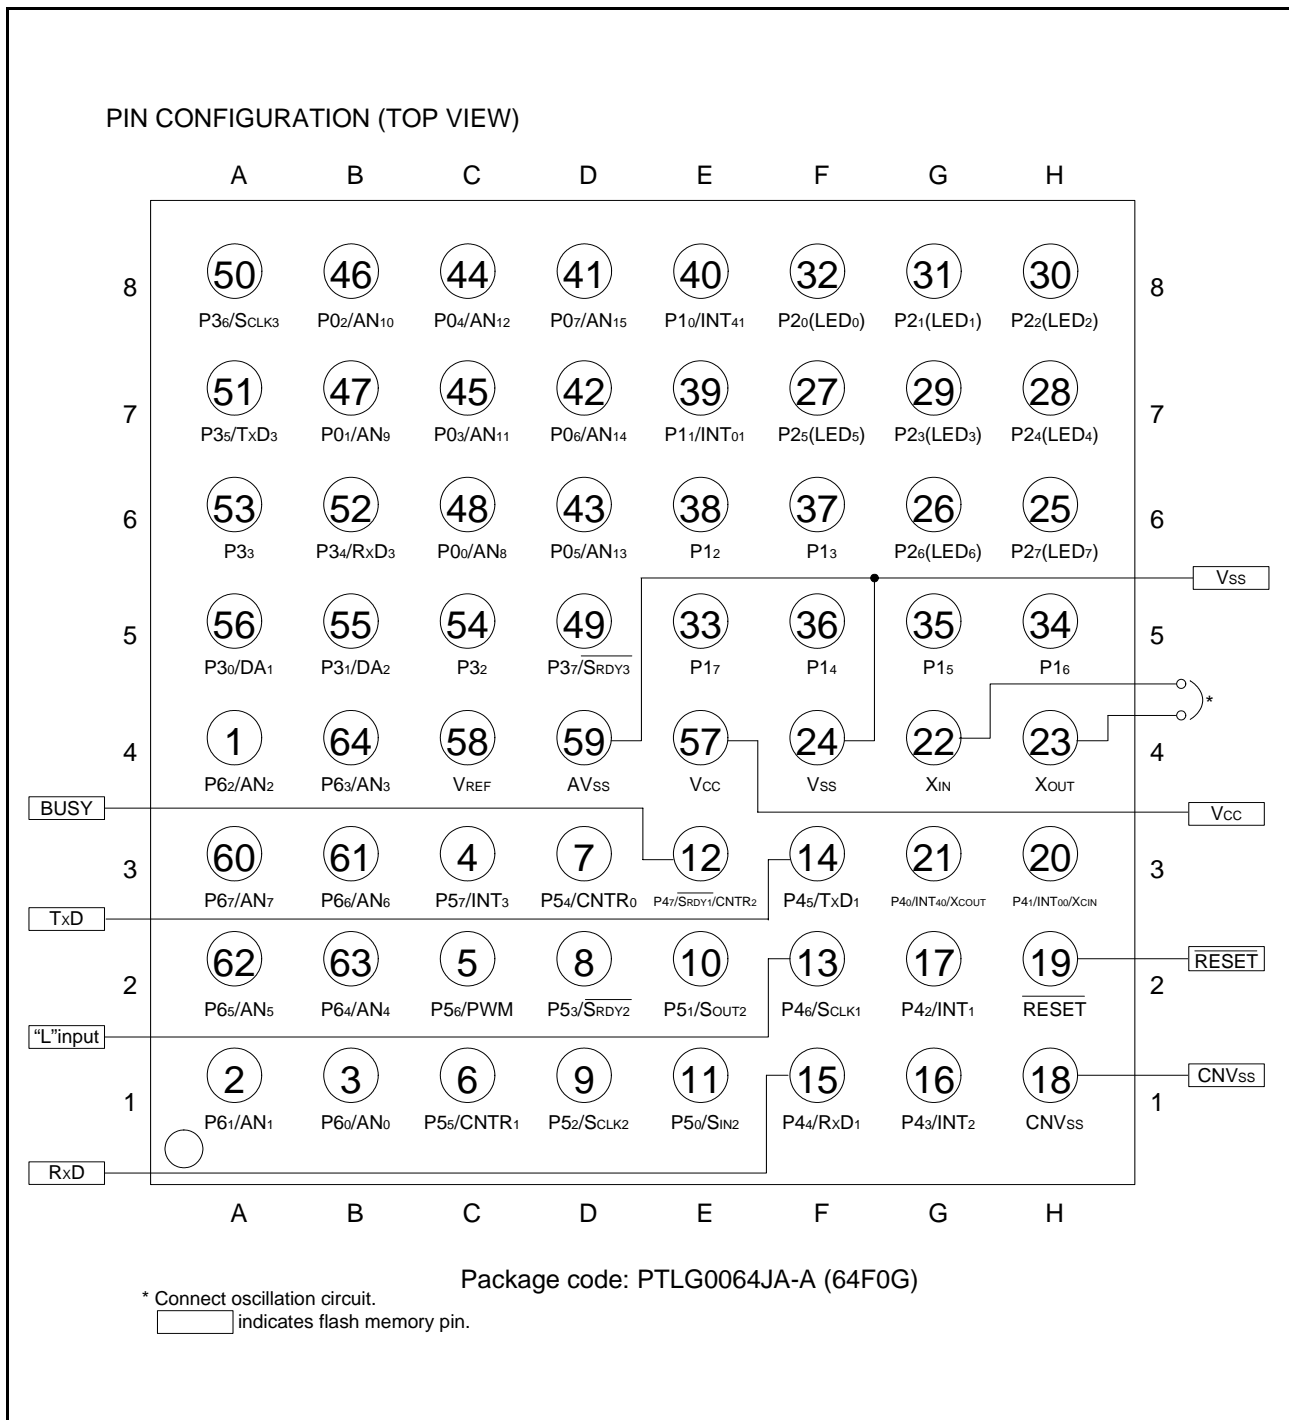 PIN CONFIGURATION (TOP VIEW)
A B C D E F G H
8 50 46 44 41 40 32 31 30 8
P36/SCLK3 P02/AN10 P04/AN12 P07/AN15 P10/INT41 P20(LED0) P21(LED1) P22(LED2)
7 51 47 45 42 39 27 29 28 7
P35/TxD3 P01/AN9 P03/AN11 P06/AN14 P11/INT01 P25(LED5) P23(LED3) P24(LED4)
6 53 52 48 43 38 37 26 25 6
P33 P34/RxD3 P00/AN8 P05/AN13 P12 P13 P26(LED6) P27(LED7)
Vss
5 56 55 54 49 33 36 35 34 5
P30/DA1 P31/DA2 P32 P37/SRDY3 P17 P14 P15 P16
*
4 1 64 58 59 57 24 22 23 4
P62/AN2 P63/AN3 VREF AVSS VCC VSS XIN XOUT
BUSY
Vcc
3 60 61 4 7 12 14 21 20 3
P67/AN7 P66/AN6 P57/INT3 P54/CNTR0 P47/SRDY1/CNTR2 P45/TxD1 P40/INT40/XCOUT P41/INT00/XCIN
TxD
2 62 63 5 8 10 13 17 19 2 RESET
P65/AN5 P64/AN4 P56/PWM P53/SRDY2 P51/SOUT2 P46/SCLK1 P42/INT1 RESET
“L”input
1 2 3 6 9 11 15 16 18 1 CNVss
P61/AN1 P60/AN0 P55/CNTR1 P52/SCLK2 P50/SIN2 P44/RxD1 P43/INT2 CNVss
RxD
A B C D E F G H
Package code: PTLG0064JA-A (64F0G)
* Connect oscillation circuit.
indicates flash memory pin.